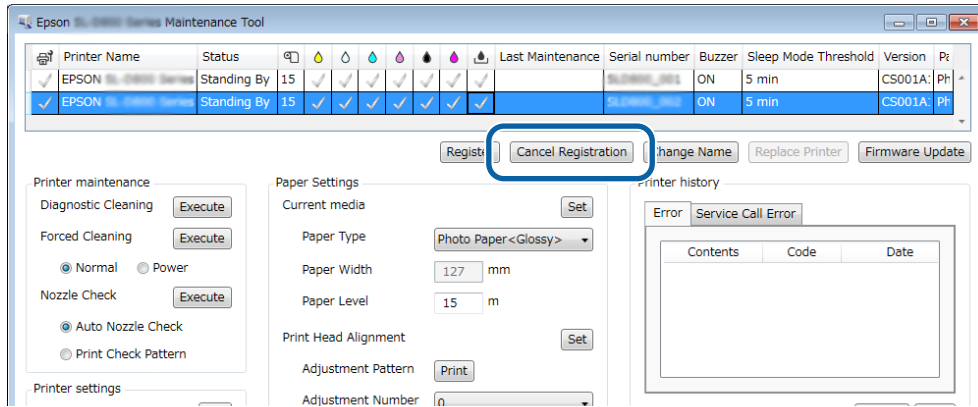 Epson Maintenance Tool
Printer Name Status Last Maintenance Serial number Buzzer Sleep Mode Threshold Version Pa
EPSON Standing By 15 ON 5 min CS001A: Ph
EPSON Standing By 15 ON 5 min CS001A: Ph
Register Cancel Registration Change Name Replace Printer Firmware Update
Printer maintenance
Diagnostic Cleaning Execute
Forced Cleaning Execute
Normal Power
Nozzle Check Execute
Auto Nozzle Check
Print Check Pattern
Printer settings
Paper Settings
Current media Set
Paper Type Photo Paper<Glossy>
Paper Width 127 mm
Paper Level 15 m
Print Head Alignment Set
Adjustment Pattern Print
Adjustment Number 0
Printer history
Error Service Call Error
Contents Code Date